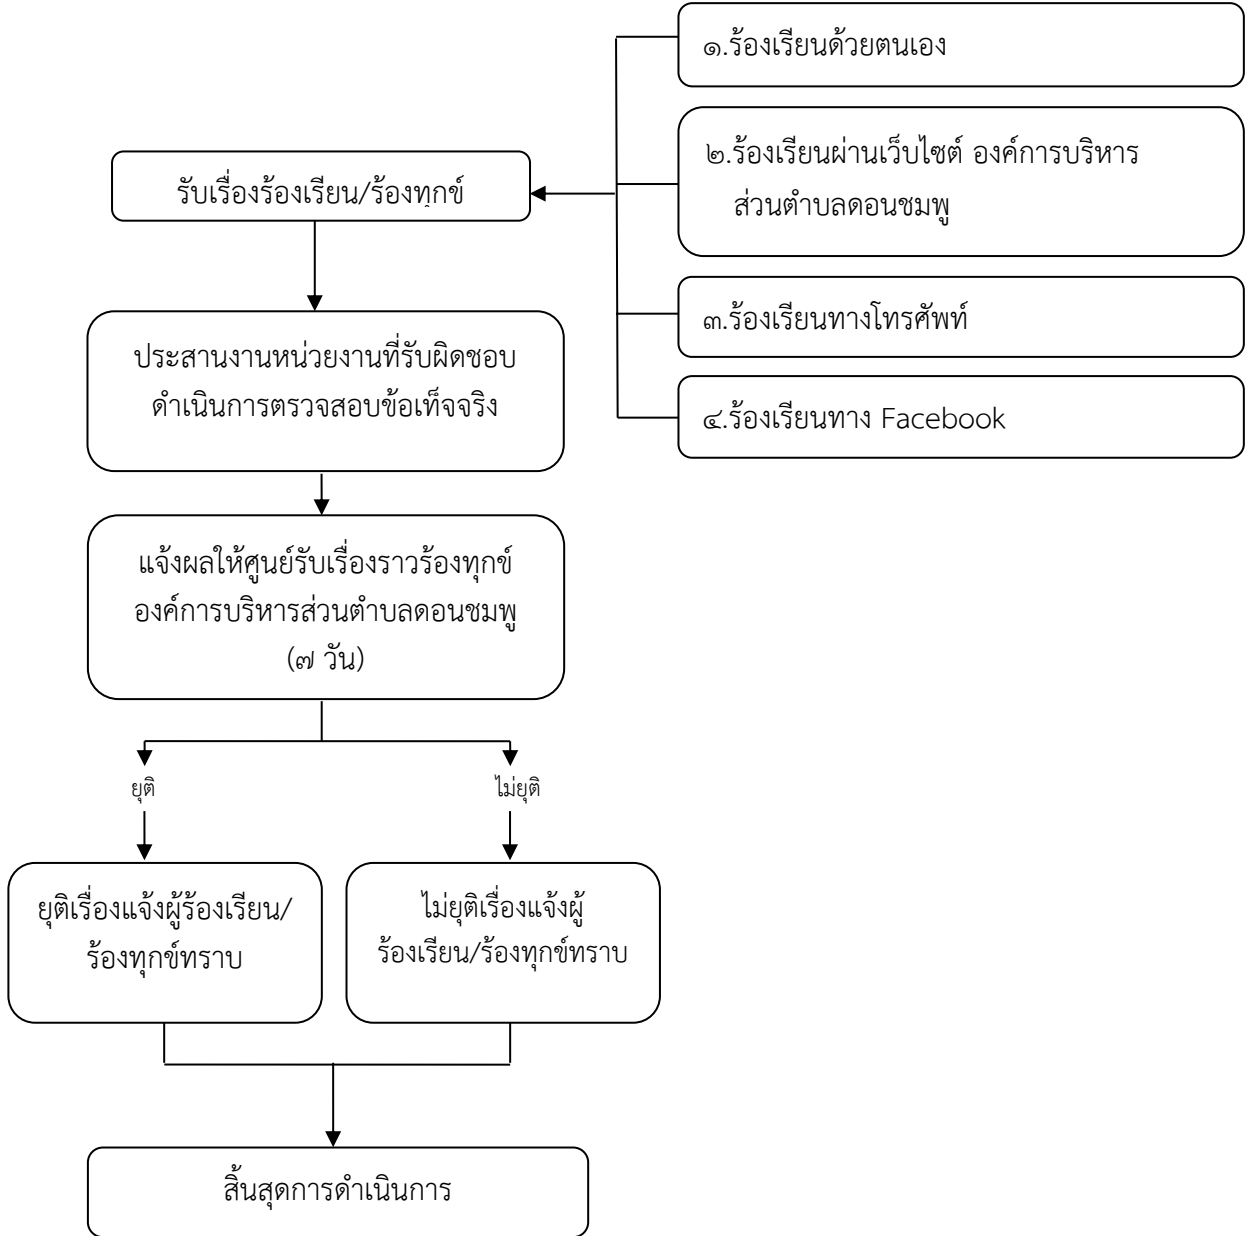 ๑.ร้องเรียนด้วยตนเอง
๒.ร้องเรียนผ่านเว็บไซต์ องค์การบริหาร
ส่วนตำบลดอนชมพู
๓.ร้องเรียนทางโทรศัพท์
๔.ร้องเรียนทาง Facebook
รับเรื่องร้องเรียน/ร้องทุกข์
ประสานงานหน่วยงานที่รับผิดชอบ
ดำเนินการตรวจสอบข้อเท็จจริง
แจ้งผลให้ศูนย์รับเรื่องราวร้องทุกข์
องค์การบริหารส่วนตำบลดอนชมพู
(๗ วัน)
ยุติ
ไม่ยุติ
ยุติเรื่องแจ้งผู้ร้องเรียน/
ร้องทุกข์ทราบ
ไม่ยุติเรื่องแจ้งผู้
ร้องเรียน/ร้องทุกข์ทราบ
สิ้นสุดการดำเนินการ